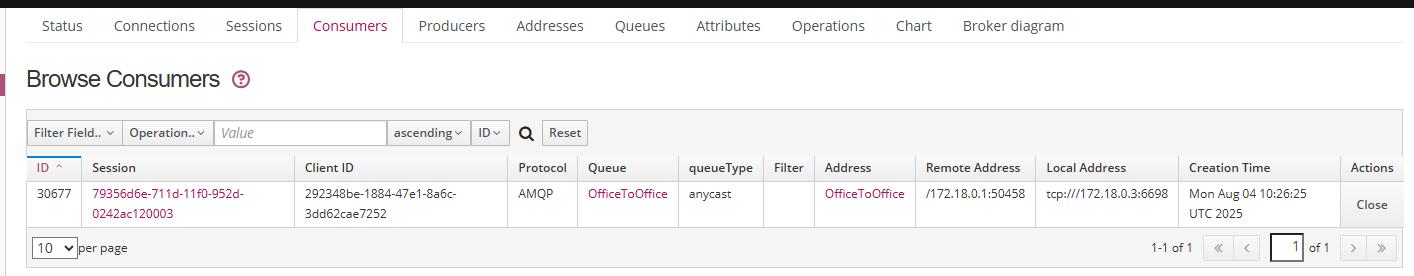 Status Connections Sessions Consumers Producers Addresses Queues Attributes Operations Chart Broker diagram
Browse Consumers ?
Filter Field.. Operation.. Value ascending ID Reset
ID Session Client ID Protocol Queue queueType Filter Address Remote Address Local Address Creation Time Actions
30677 79356d6e-711d-11f0-952d- 292348be-1884-47e1-8a6c- AMQP OfficeToOffice anycast OfficeToOffice /172.18.0.1:50458 tcp:///172.18.0.3:6698 Mon Aug 04 10:26:25 Close
0242ac120003 3dd62cae7252 UTC 2025
10 per page 1-1 of 1 « ‹ 1 of 1 › »